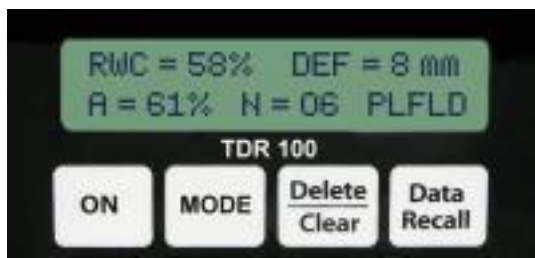 RWC = 58% DEF = 8 mm
A = 61% N = 06 PLFLD
TDR 100
ON MODE Delete Clear Data Recall